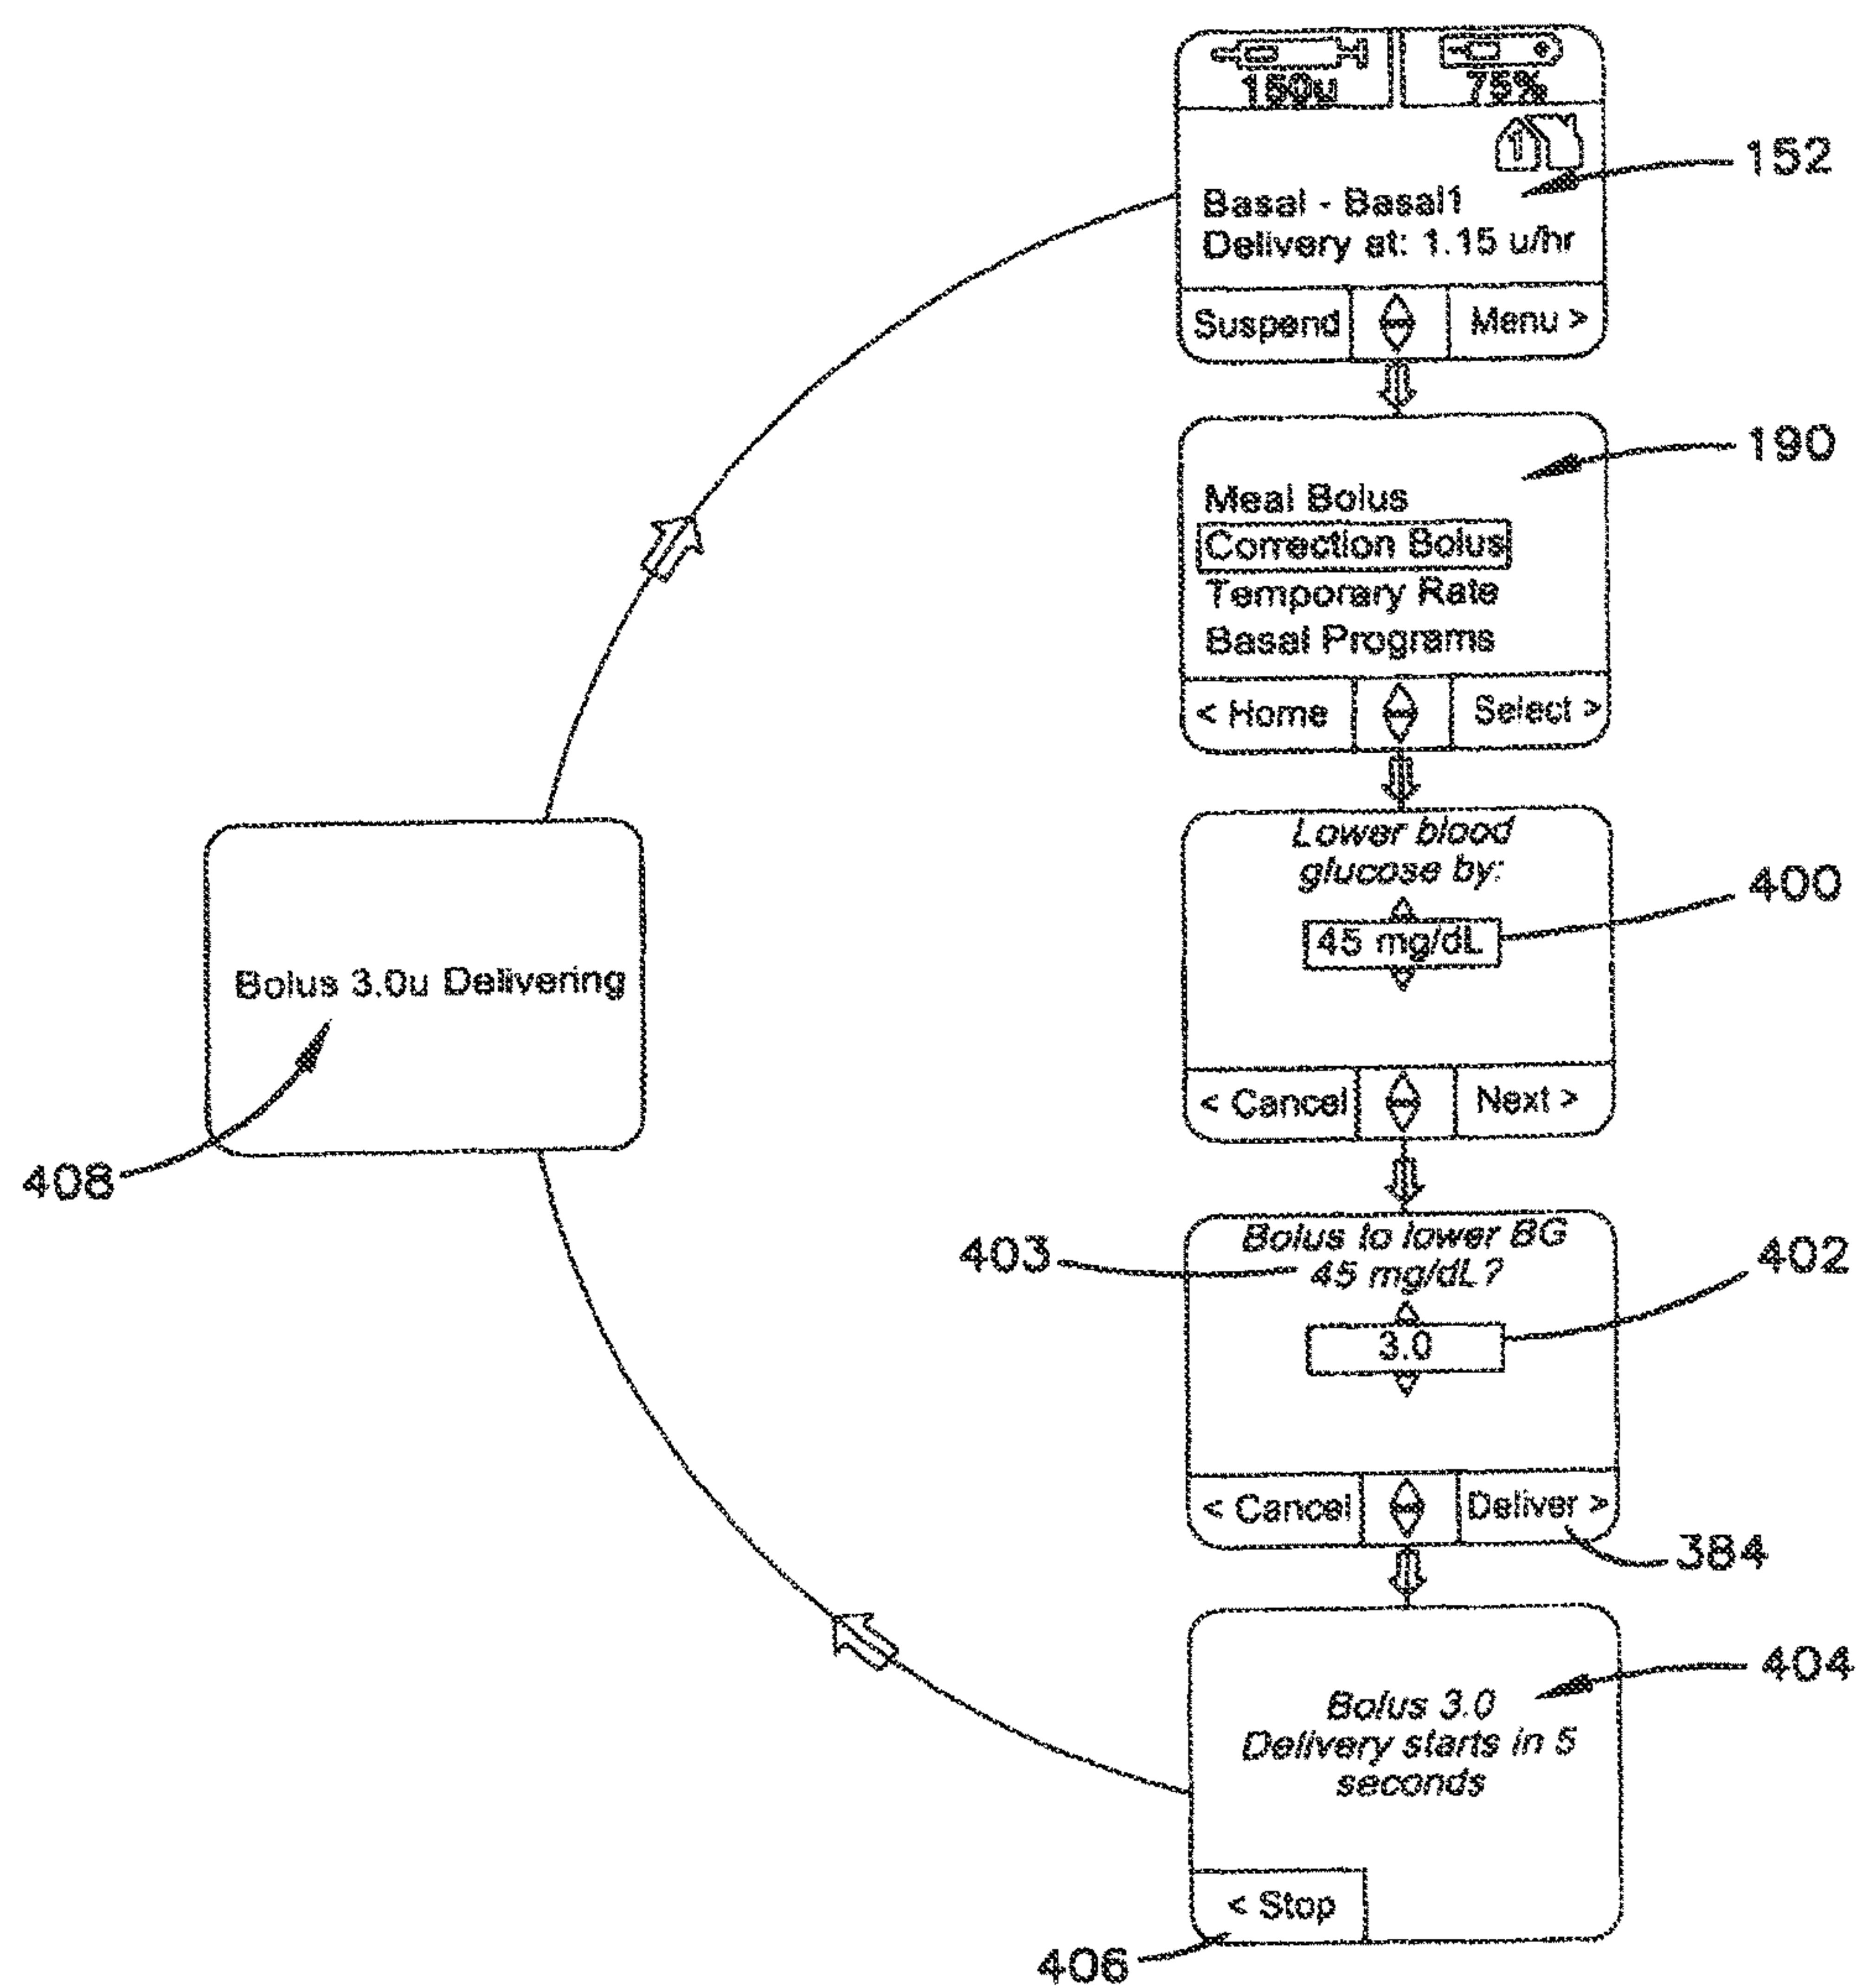 150u
75%
1
152
Basal - Basal1
Delivery at: 1.15 u/hr
Suspend
Menu >
190
Meal Bolus
Correction Bolus
Temporary Rate
Basal Programs
< Home
Select >
Lower blood
glucose by:
400
45 mg/dL
< Cancel
Next >
Bolus 3.0u Delivering
408
403
Bolus to lower BG
45 mg/dL?
402
3.0
< Cancel
Deliver >
384
404
Bolus 3.0
Delivery starts in 5
seconds
< Stop
406